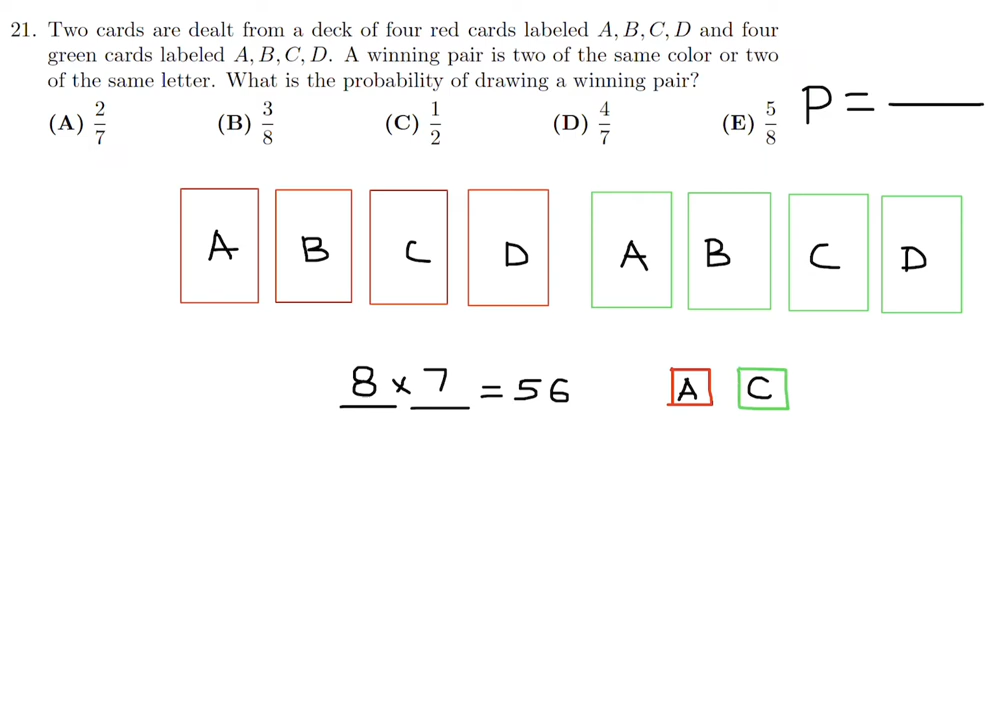 21. Two cards are dealt from a deck of four red cards labeled A, B, C, D and four
green cards labeled A, B, C, D. A winning pair is two of the same color or two
of the same letter. What is the probability of drawing a winning pair?
(A) 2/7 (B) 3/8 (C) 1/2 (D) 4/7 (E) 5/8
P =
A B C D A B C D
8 × 7 = 56 A C